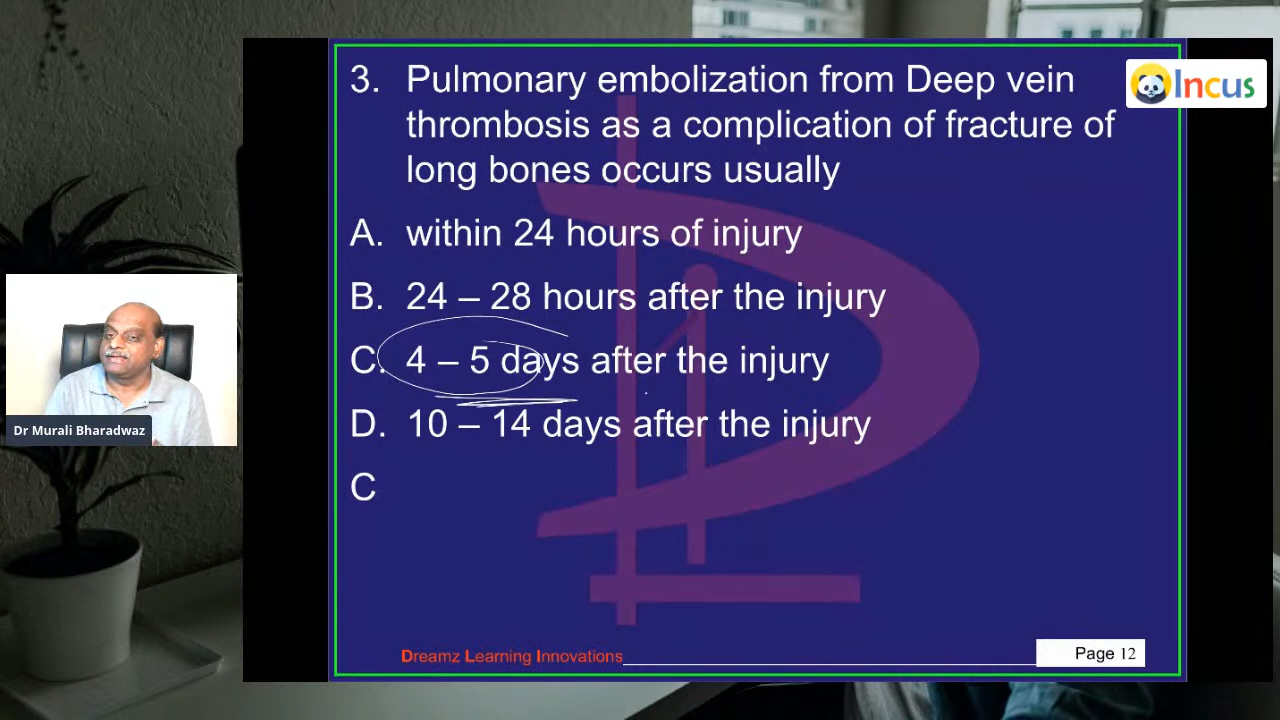 3. Pulmonary embolization from Deep vein
thrombosis as a complication of fracture of
long bones occurs usually
A. within 24 hours of injury
B. 24 – 28 hours after the injury
C. 4 – 5 days after the injury
D. 10 – 14 days after the injury
C
Incus
Dr Murali Bharadwaz
Dreamz Learning Innovations
Page 12